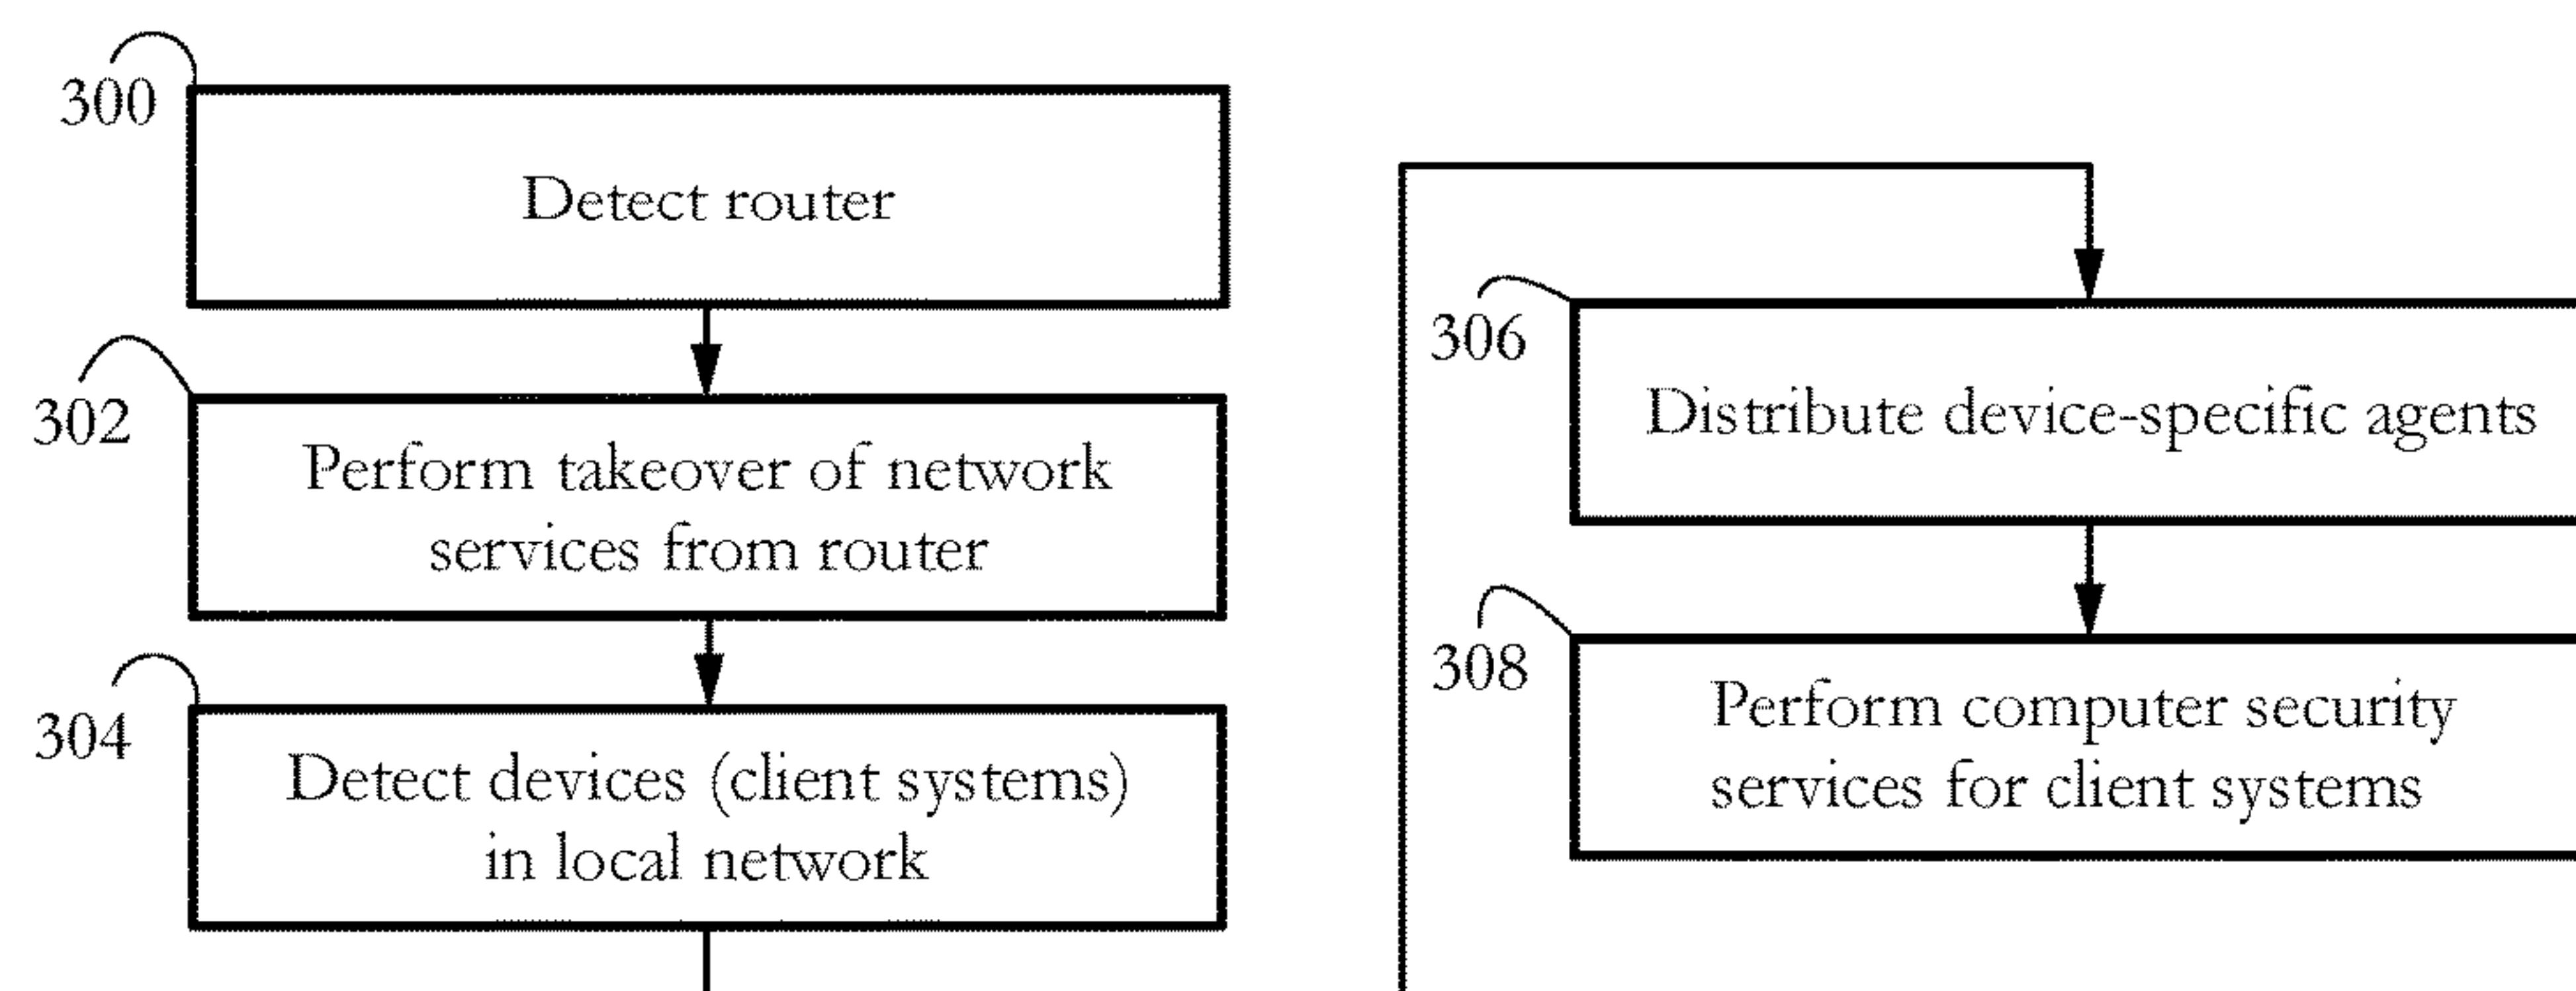 300
Detect router
302
Perform takeover of network
services from router
304
Detect devices (client systems)
in local network
306
Distribute device-specific agents
308
Perform computer security
services for client systems